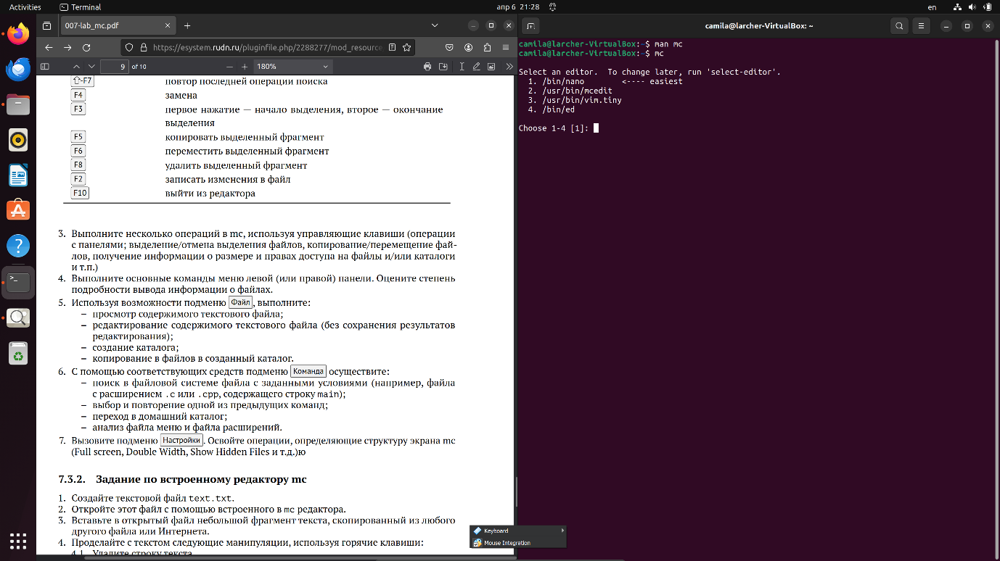 Activities
Terminal
апр 6 21:28
en
007-lab_mc.pdf
https://esystem.rudn.ru/pluginfile.php/2288277/mod_resource
9 of 10
180%
⇧-F7 повтор последней операции поиска
F4 замена
F3 первое нажатие — начало выделения, второе — окончание
выделения
F5 копировать выделенный фрагмент
F6 переместить выделенный фрагмент
F8 удалить выделенный фрагмент
F2 записать изменения в файл
F10 выйти из редактора
3. Выполните несколько операций в mc, используя управляющие клавиши (операции
с панелями; выделение/отмена выделения файлов, копирование/перемещение фай-
лов, получение информации о размере и правах доступа на файлы и/или каталоги
и т.п.)
4. Выполните основные команды меню левой (или правой) панели. Оцените степень
подробности вывода информации о файлах.
5. Используя возможности подменю Файл, выполните:
– просмотр содержимого текстового файла;
– редактирование содержимого текстового файла (без сохранения результатов
редактирования);
– создание каталога;
– копирование в файлов в созданный каталог.
6. С помощью соответствующих средств подменю Команда осуществите:
– поиск в файловой системе файла с заданными условиями (например, файла
с расширением .c или .cpp, содержащего строку main);
– выбор и повторение одной из предыдущих команд;
– переход в домашний каталог;
– анализ файла меню и файла расширений.
7. Вызовите подменю Настройки. Освойте операции, определяющие структуру экрана mc
(Full screen, Double Width, Show Hidden Files и т.д.)ю
7.3.2. Задание по встроенному редактору mc
1. Создайте текстовой файл text.txt.
2. Откройте этот файл с помощью встроенного в mc редактора.
3. Вставьте в открытый файл небольшой фрагмент текста, скопированный из любого
другого файла или Интернета.
4. Проделайте с текстом следующие манипуляции, используя горячие клавиши:
4.1. Удалите строку текста.
Keyboard
Mouse Integration
camila@larcher-VirtualBox: ~
camila@larcher-VirtualBox:~$ man mc
camila@larcher-VirtualBox:~$ mc
Select an editor. To change later, run 'select-editor'.
1. /bin/nano <---- easiest
2. /usr/bin/mcedit
3. /usr/bin/vim.tiny
4. /bin/ed
Choose 1-4 [1]: